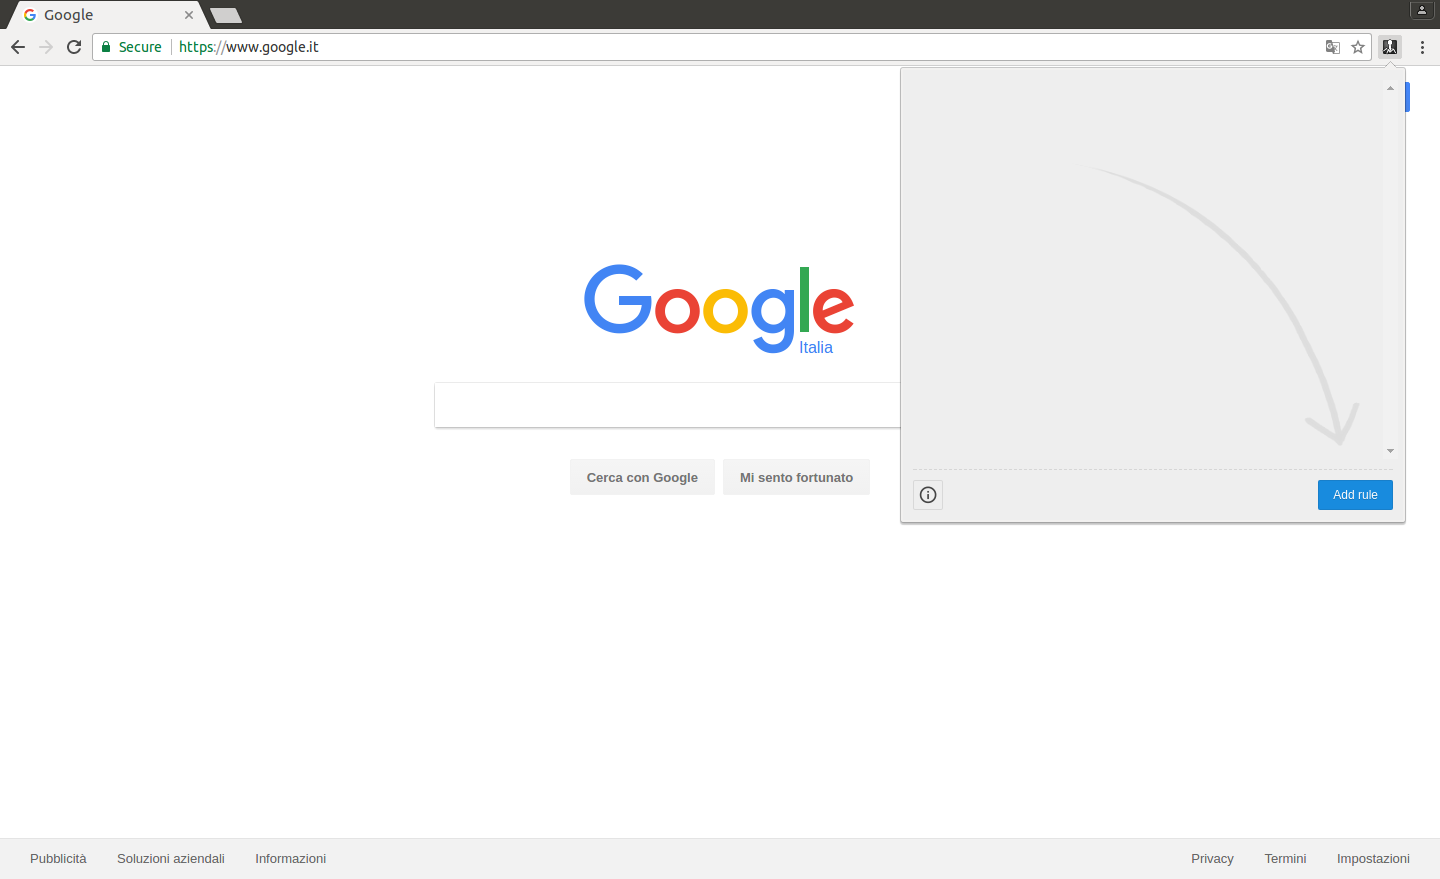 Google
Secure https://www.google.it
Google
Italia
Cerca con Google
Mi sento fortunato
Add rule
Pubblicità
Soluzioni aziendali
Informazioni
Privacy
Termini
Impostazioni